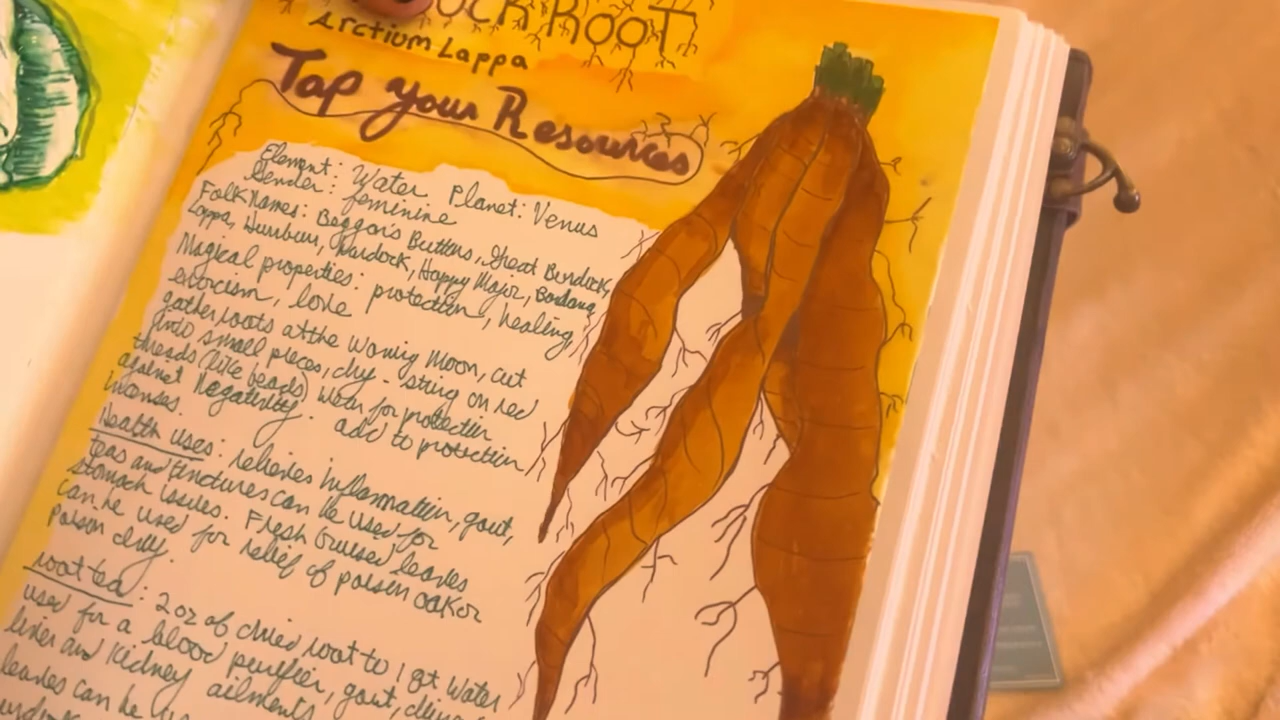 OCK ROOT
Arctium Lappa
Tap Your Resources
Element: Water Planet: Venus
Gender: feminine
Folk Names: Beggar's Buttons, Great Burdock,
Lappa, Hurrburr, Hardock, Happy Major, Bardana,
Magical properties: protection, healing,
exorcism, love
gather roots at the Waning Moon, cut
into small pieces, dry - string on red
threads (like beads) wear for protection
against Negativity. add to protection
incenses.
Health uses: relieves inflammation, gout,
teas and tinctures can be used for
stomach issues. Fresh bruised leaves
can be used for relief of poison oak or
poison ivy.
root tea: 2 oz of dried root to 1 qt water
used for a blood purifier, gout,
liver and kidney ailments
leaves can be